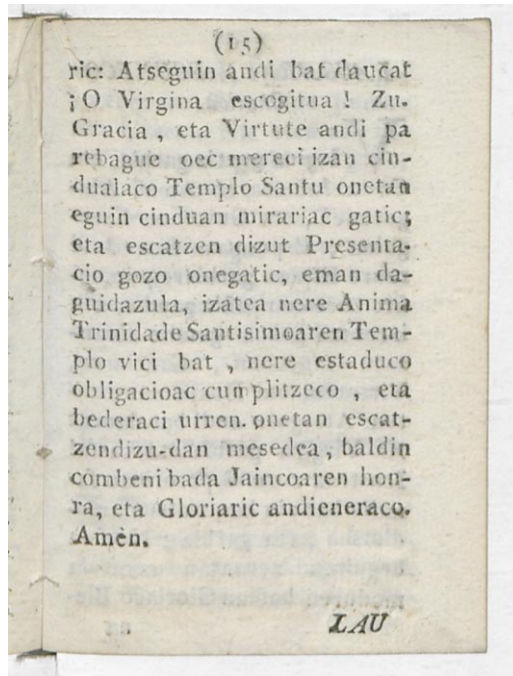 (15)
ric: Atseguin andi bat daucat
¡O Virgina escogitua! Zu.
Gracia, eta Virtute andi pa
rebague oec mereci izan cin-
dualaco Templo Santu onetan
eguin cinduan mirariac gatic;
eta escatzen dizut Presenta-
cio gozo onegatic, eman da-
guidazula, izatea nere Anima
Trinidade Santisimoaren Tem-
plo vici bat, nere estaduco
obligacioac cumplitzeco, eta
bederaci urren. onetan escat-
zendizu-dan mesedea, baldin
combeni bada Jaincoaren hon-
ra, eta Gloriaric andieneraco.
Amèn.
LAU